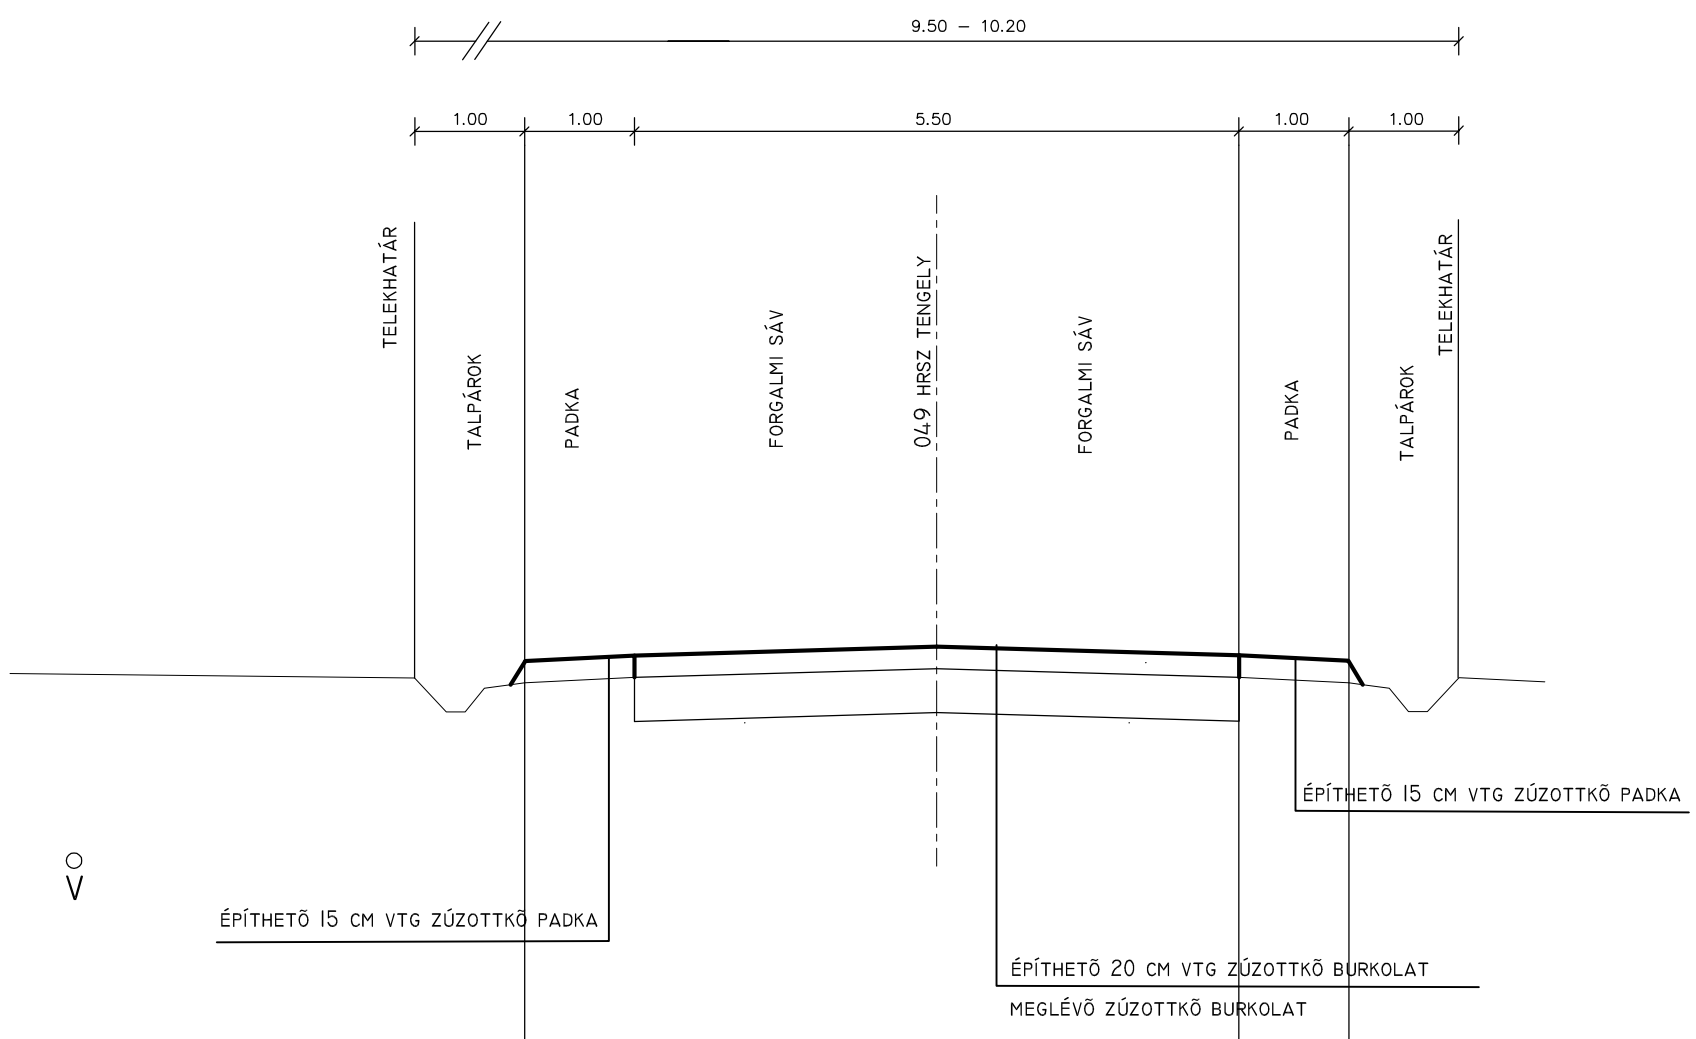 9.50 – 10.20
1.00
1.00
5.50
1.00
1.00
TELEKHATÁR
TALPÁROK
PADKA
FORGALMI SÁV
049 HRSZ TENGELY
FORGALMI SÁV
PADKA
TALPÁROK
TELEKHATÁR
ÉPÍTHETÕ 15 CM VTG ZÚZOTTKÕ PADKA
ÉPÍTHETÕ 15 CM VTG ZÚZOTTKÕ PADKA
ÉPÍTHETÕ 20 CM VTG ZÚZOTTKÕ BURKOLAT
MEGLÉVÕ ZÚZOTTKÕ BURKOLAT